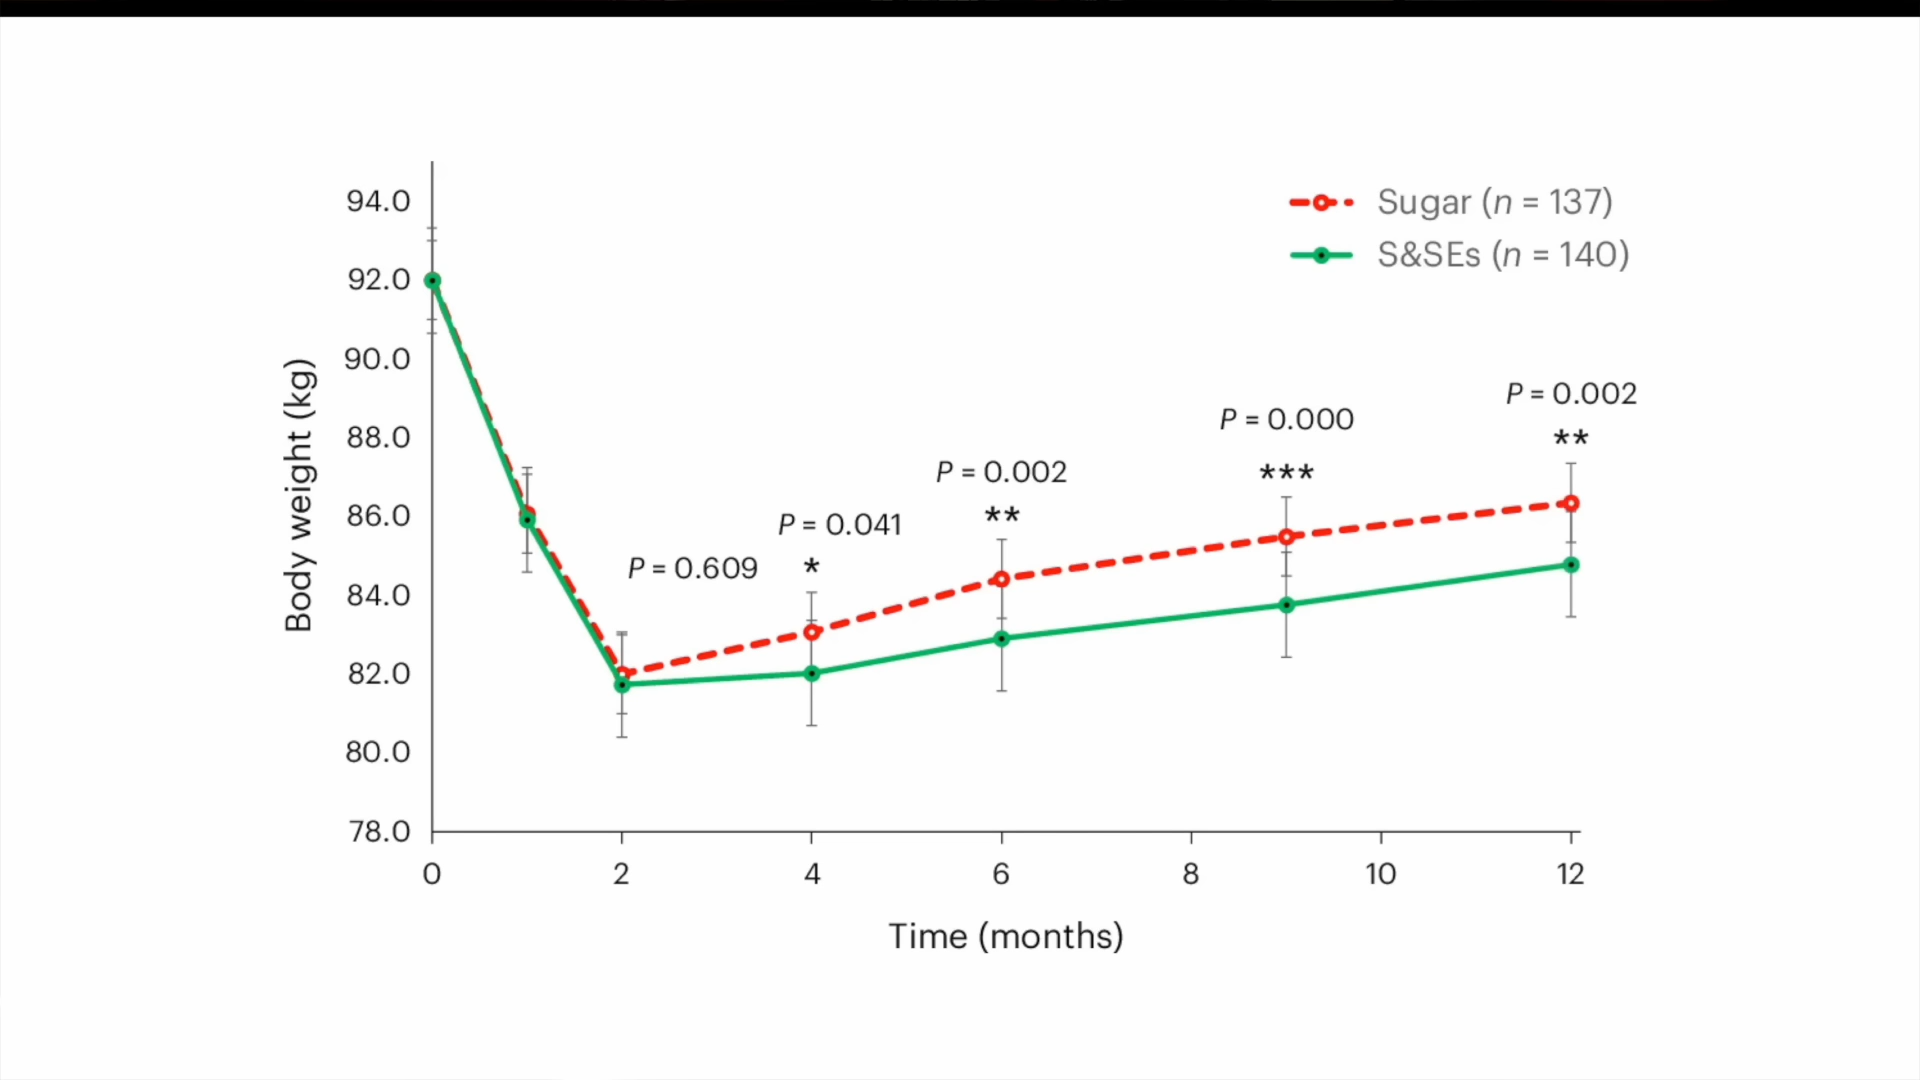 94.0
92.0
90.0
88.0
86.0
84.0
82.0
80.0
78.0
Body weight (kg)
Sugar (n = 137)
S&SEs (n = 140)
P = 0.609
P = 0.041
*
P = 0.002
**
P = 0.000
***
P = 0.002
**
0 2 4 6 8 10 12
Time (months)